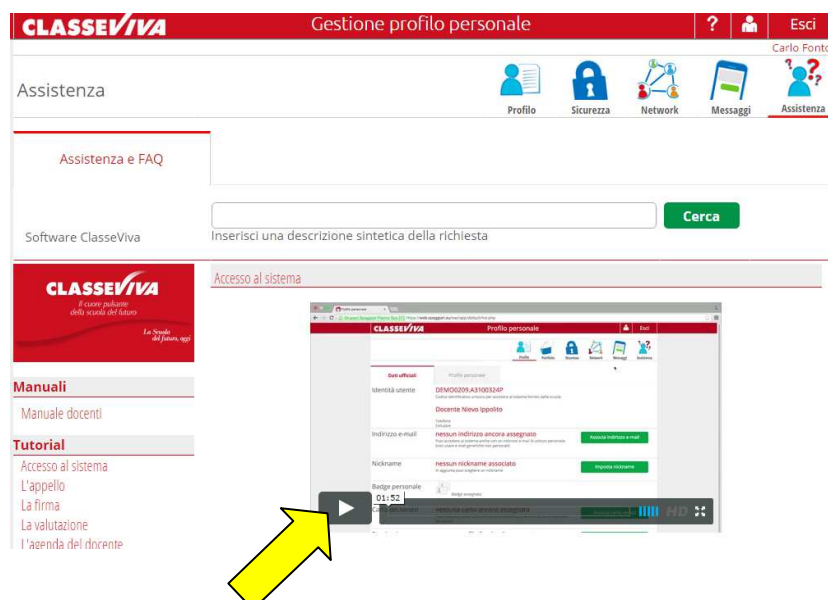 CLASSEVIVA
Gestione profilo personale
?
Esci
Carlo Fonto
Assistenza
Profilo
Sicurezza
Network
Messaggi
Assistenza
Assistenza e FAQ
Cerca
Software ClasseViva
Inserisci una descrizione sintetica della richiesta
CLASSEVIVA
Il cuore pulsante
della scuola del futuro
La Scuola
del futuro, oggi
Manuali
Manuale docenti
Tutorial
Accesso al sistema
L'appello
La firma
La valutazione
L'agenda del docente
Accesso al sistema
CLASSEVIVA
Profilo personale
Esci
Dati ufficiali
Profilo personale
Identità utente
DEMO0209.A3100324P
Docente Nievo Ippolito
Indirizzo e-mail
nessun indirizzo ancora assegnato
Associa indirizzo e-mail
Nickname
nessun nickname associato
Imposta nickname
Badge personale
Badge assegnato
01:52
HD